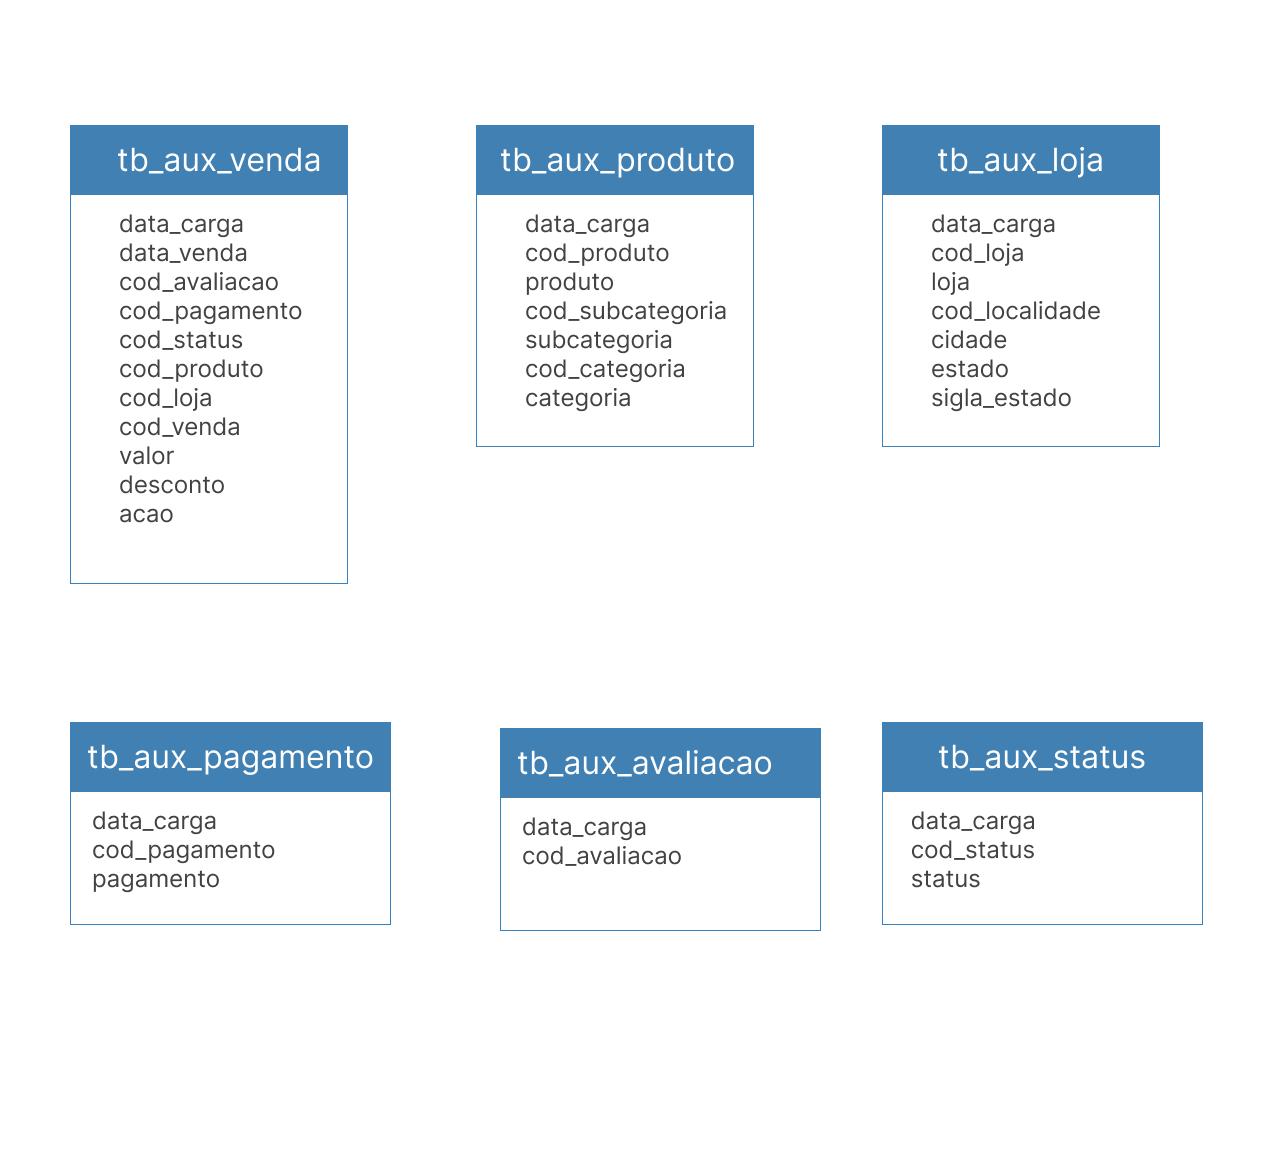 tb_aux_venda
data_carga
data_venda
cod_avaliacao
cod_pagamento
cod_status
cod_produto
cod_loja
cod_venda
valor
desconto
acao
tb_aux_produto
data_carga
cod_produto
produto
cod_subcategoria
subcategoria
cod_categoria
categoria
tb_aux_loja
data_carga
cod_loja
loja
cod_localidade
cidade
estado
sigla_estado
tb_aux_pagamento
data_carga
cod_pagamento
pagamento
tb_aux_avaliacao
data_carga
cod_avaliacao
tb_aux_status
data_carga
cod_status
status